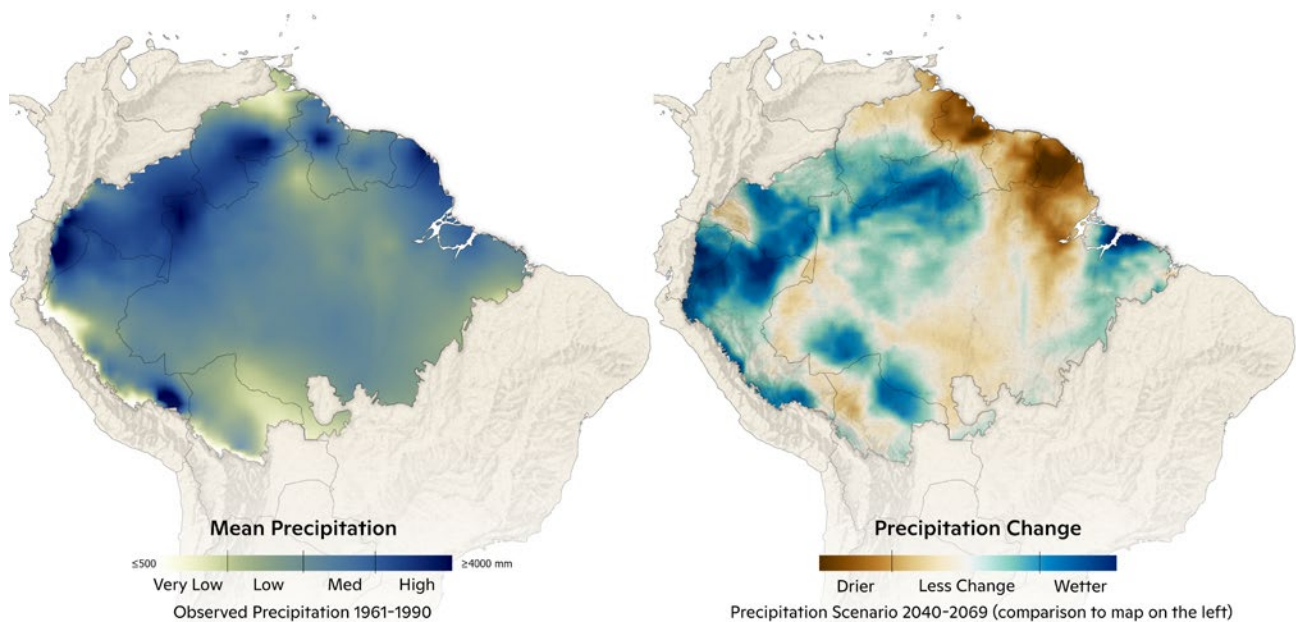 Mean Precipitation
≤500
≥4000 mm
Very Low
Low
Med
High
Observed Precipitation 1961-1990
Precipitation Change
Drier
Less Change
Wetter
Precipitation Scenario 2040-2069 (comparison to map on the left)